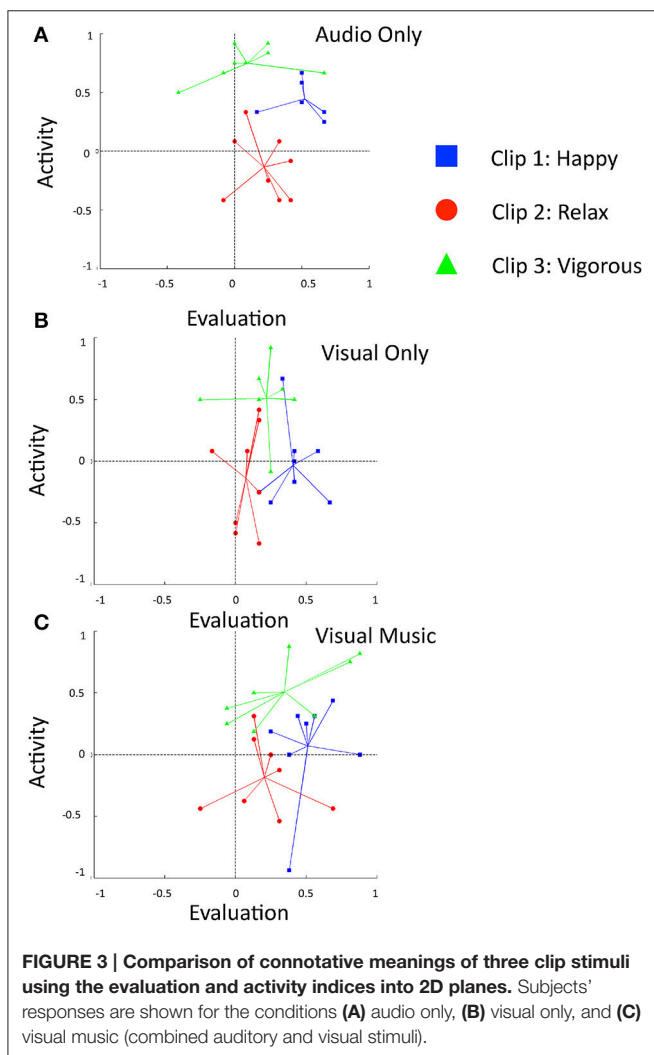 A
Audio Only
1
0.5
0
-0.5
-1
Activity
-1
-0.5
0
0.5
1
Evaluation
Clip 1: Happy
Clip 2: Relax
Clip 3: Vigorous
B
Visual Only
1
0.5
0
-0.5
-1
Activity
-1
-0.5
0
0.5
1
Evaluation
C
Visual Music
1
0.5
0
-0.5
-1
Activity
-1
-0.5
0
0.5
1
Evaluation
FIGURE 3 | Comparison of connotative meanings of three clip stimuli
using the evaluation and activity indices into 2D planes. Subjects'
responses are shown for the conditions (A) audio only, (B) visual only, and (C)
visual music (combined auditory and visual stimuli).